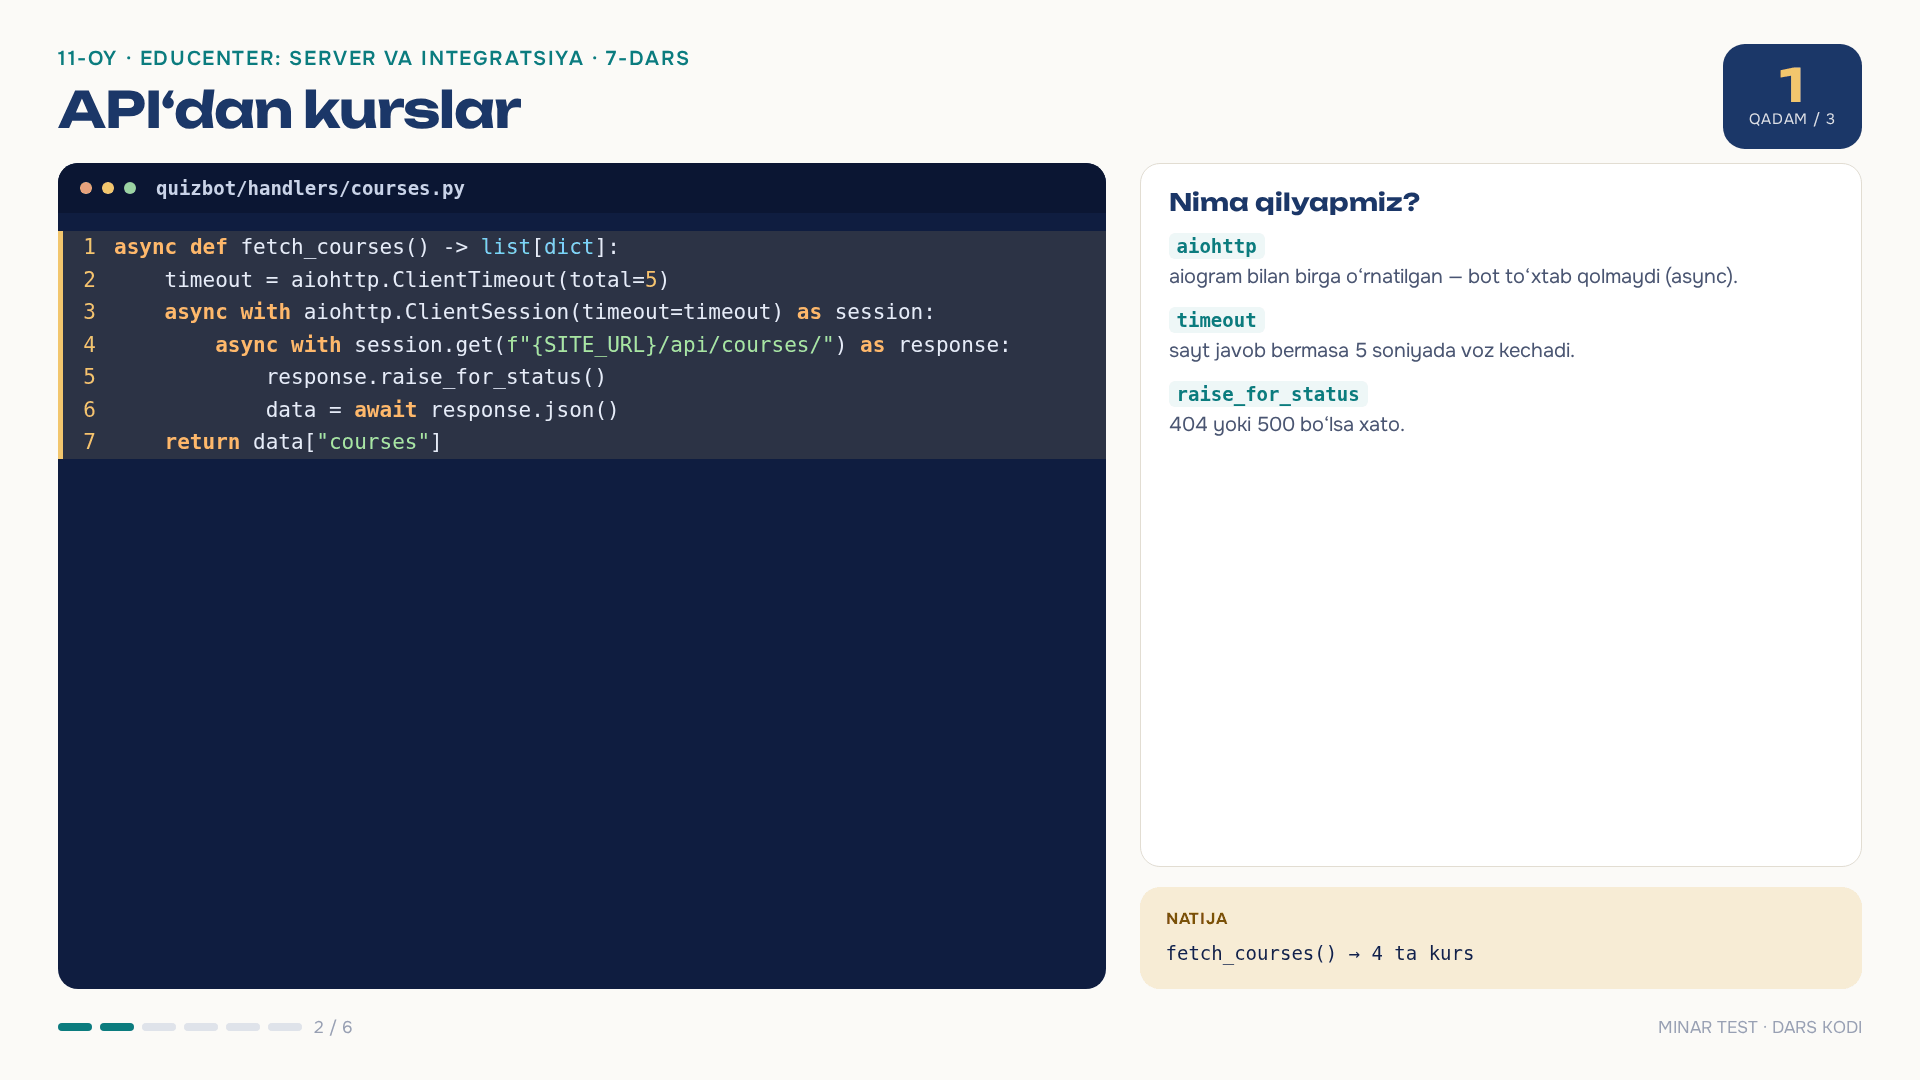 11-OY · EDUCENTER: SERVER VA INTEGRATSIYA · 7-DARS
API‘dan kurslar
1
QADAM / 3
quizbot/handlers/courses.py
1 async def fetch_courses() -> list[dict]:
2     timeout = aiohttp.ClientTimeout(total=5)
3     async with aiohttp.ClientSession(timeout=timeout) as session:
4         async with session.get(f"{SITE_URL}/api/courses/") as response:
5             response.raise_for_status()
6             data = await response.json()
7     return data["courses"]
Nima qilyapmiz?
aiohttp
aiogram bilan birga o‘rnatilgan — bot to‘xtab qolmaydi (async).
timeout
sayt javob bermasa 5 soniyada voz kechadi.
raise_for_status
404 yoki 500 bo‘lsa xato.
NATIJA
fetch_courses() → 4 ta kurs
2 / 6
MINAR TEST · DARS KODI